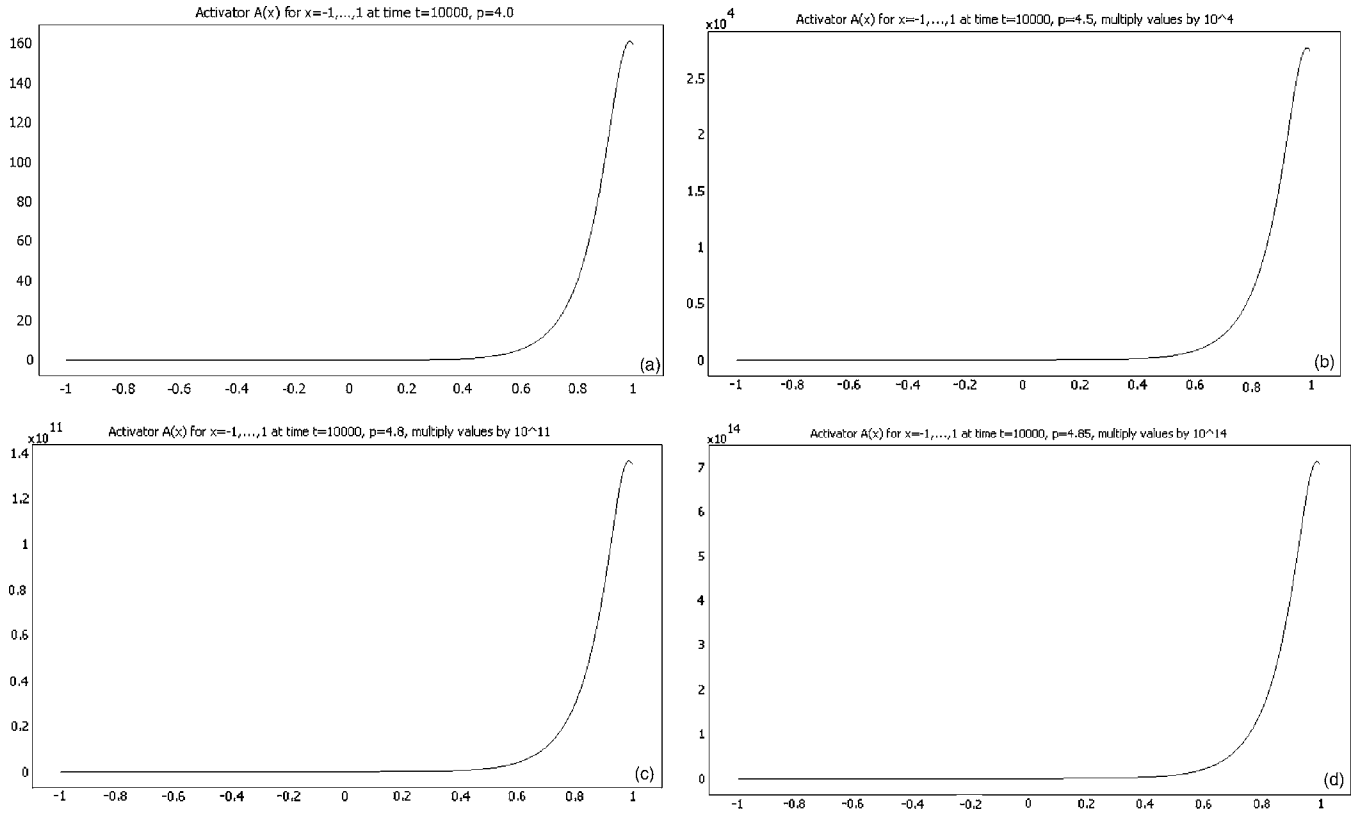 Activator A(x) for x=-1,...,1 at time t=10000, p=4.0
160
140
120
100
80
60
40
20
0
-1 -0.8 -0.6 -0.4 -0.2 0 0.2 0.4 0.6 0.8 1
(a)
Activator A(x) for x=-1,...,1 at time t=10000, p=4.5, multiply values by 10^4
x10^4
2.5
2
1.5
1
0.5
0
-1 -0.8 -0.6 -0.4 -0.2 0 0.2 0.4 0.6 0.8 1
(b)
Activator A(x) for x=-1,...,1 at time t=10000, p=4.8, multiply values by 10^11
x10^11
1.4
1.2
1
0.8
0.6
0.4
0.2
0
-1 -0.8 -0.6 -0.4 -0.2 0 0.2 0.4 0.6 0.8 1
(c)
Activator A(x) for x=-1,...,1 at time t=10000, p=4.85, multiply values by 10^14
x10^14
7
6
5
4
3
2
1
0
-1 -0.8 -0.6 -0.4 -0.2 0 0.2 0.4 0.6 0.8 1
(d)